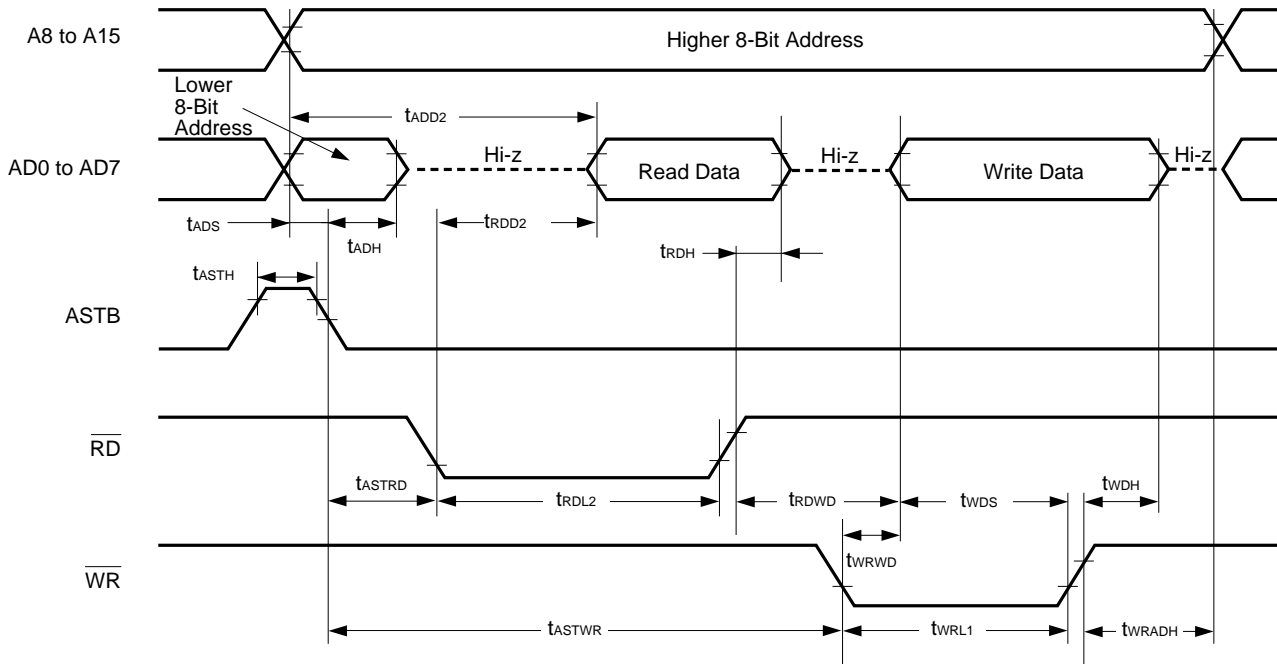 A8 to A15
Higher 8-Bit Address
Lower
8-Bit
Address
tADD2
AD0 to AD7
Hi-z
Read Data
Hi-z
Write Data
Hi-z
tADS
tADH
tRDD2
tRDH
tASTH
ASTB
RD
tASTRD
tRDL2
tRDWD
tWDS
tWDH
tWRWD
WR
tASTWR
tWRL1
tWRADH